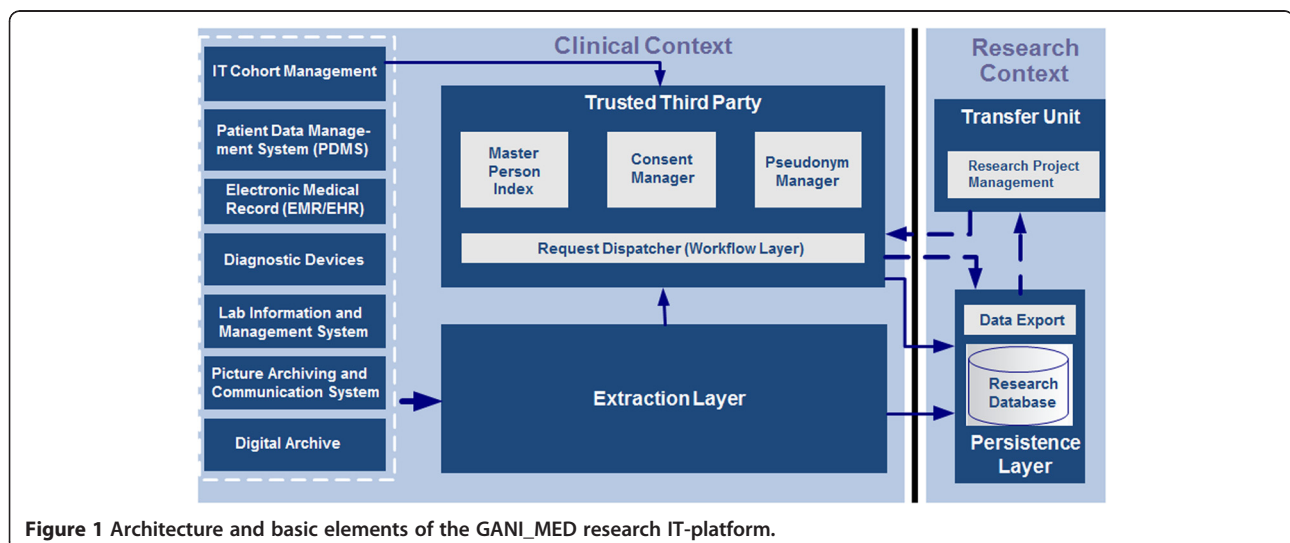 Clinical Context
Research
Context
IT Cohort Management
Patient Data Manage-
ment System (PDMS)
Electronic Medical
Record (EMR/EHR)
Diagnostic Devices
Lab Information and
Management System
Picture Archiving and
Communication System
Digital Archive
Trusted Third Party
Master
Person
Index
Consent
Manager
Pseudonym
Manager
Request Dispatcher (Workflow Layer)
Extraction Layer
Transfer Unit
Research Project
Management
Data Export
Research
Database
Persistence
Layer
Figure 1 Architecture and basic elements of the GANI_MED research IT-platform.